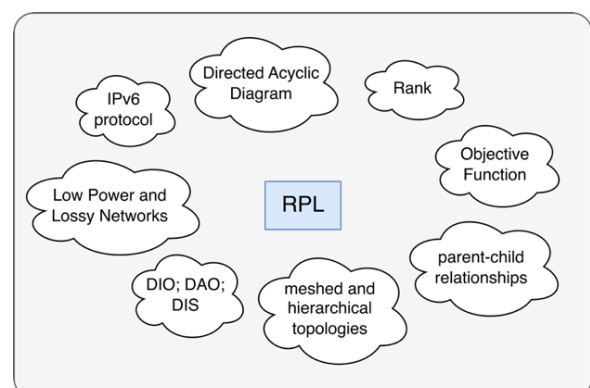 Directed Acyclic
Diagram
Rank
IPv6
protocol
Objective
Function
Low Power and
Lossy Networks
RPL
parent-child
relationships
DIO; DAO;
DIS
meshed and
hierarchical
topologies